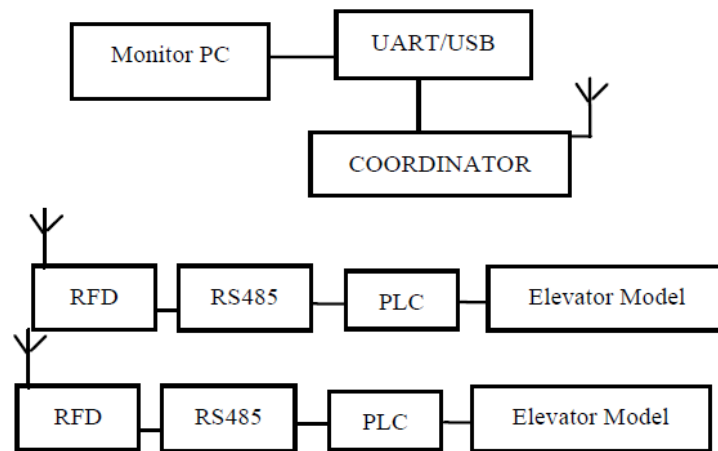 Monitor PC
UART/USB
COORDINATOR
RFD
RS485
PLC
Elevator Model
RFD
RS485
PLC
Elevator Model